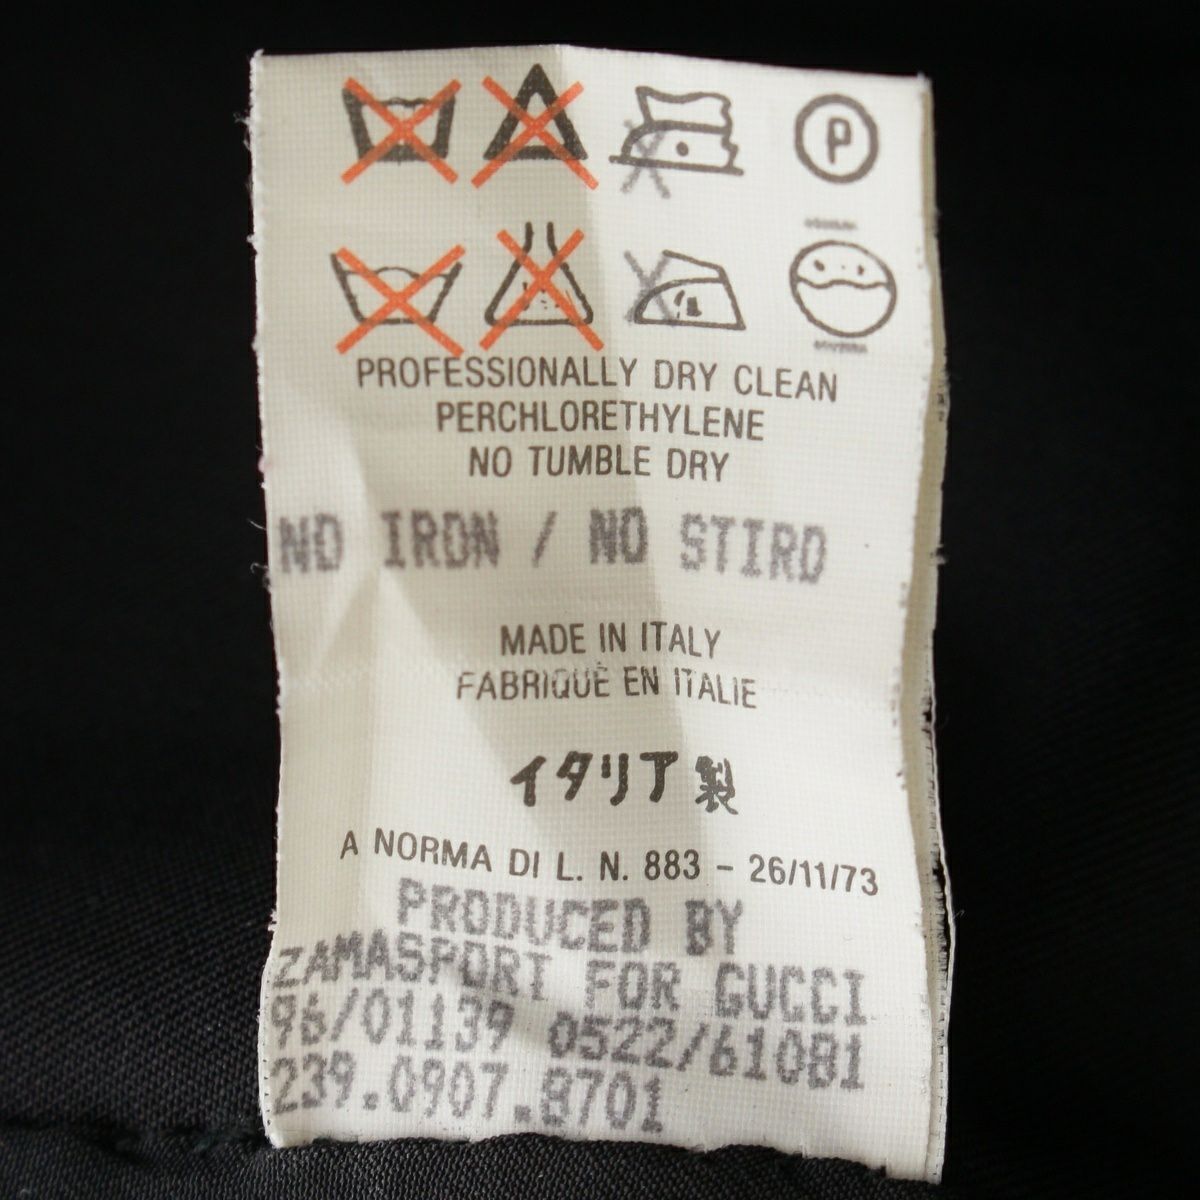 P
PROFESSIONALLY DRY CLEAN
PERCHLORETHYLENE
NO TUMBLE DRY
NO IRON / NO STIRO
MADE IN ITALY
FABRIQUÈ EN ITALIE
イタリア製
A NORMA DI L. N. 883 - 26/11/73
PRODUCED BY
ZAMASPORT FOR GUCCI
96/01139 0522/61081
239.0907.8701